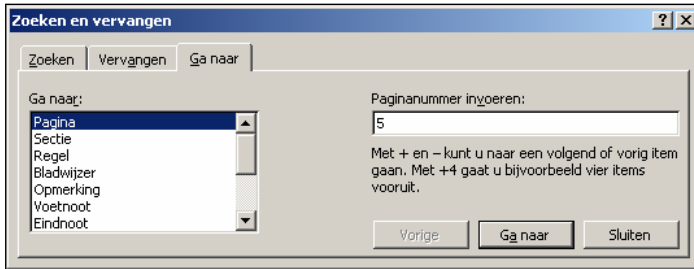 Zoeken en vervangen
Zoeken Vervangen Ga naar
Ga naar:
Pagina
Sectie
Regel
Bladwijzer
Opmerking
Voetnoot
Eindnoot
Paginanummer invoeren:
5
Met + en – kunt u naar een volgend of vorig item
gaan. Met +4 gaat u bijvoorbeeld vier items
vooruit.
Vorige Ga naar Sluiten